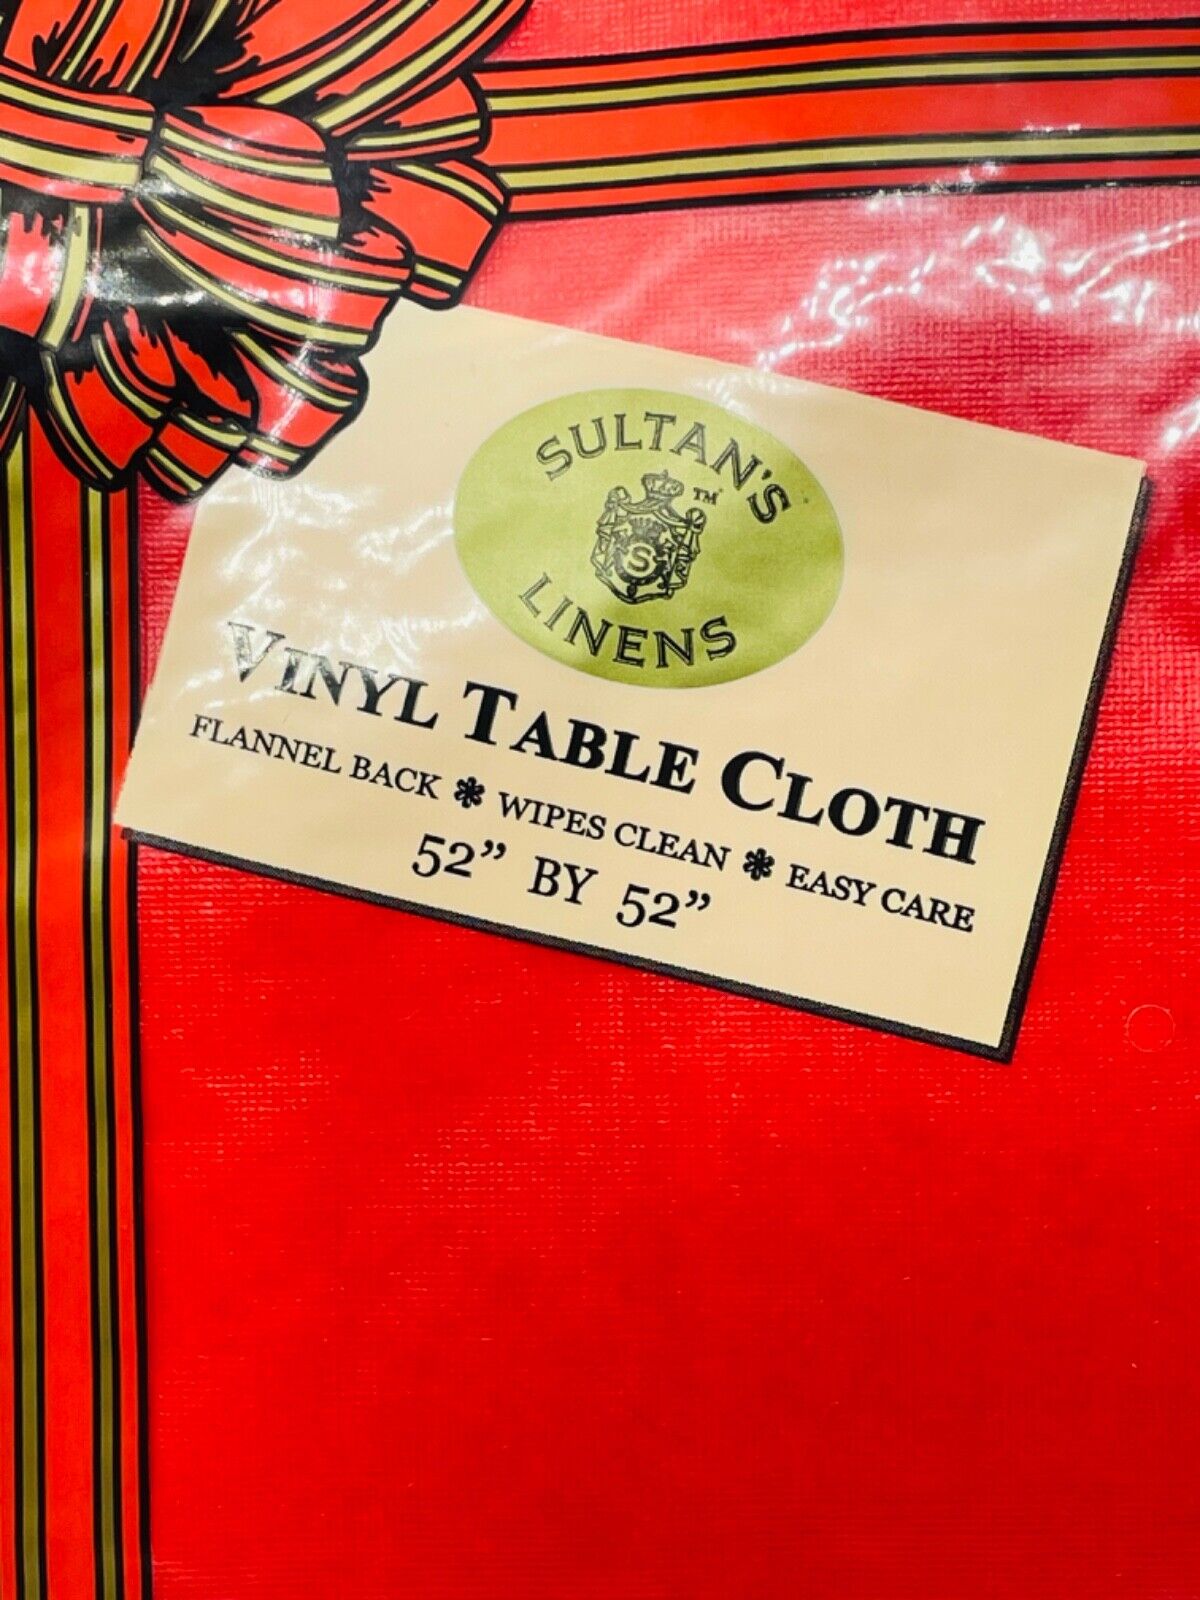 SULTAN'S
TM
S
LINENS
VINYL TABLE CLOTH
FLANNEL BACK ✽ WIPES CLEAN ✽ EASY CARE
52” BY 52”